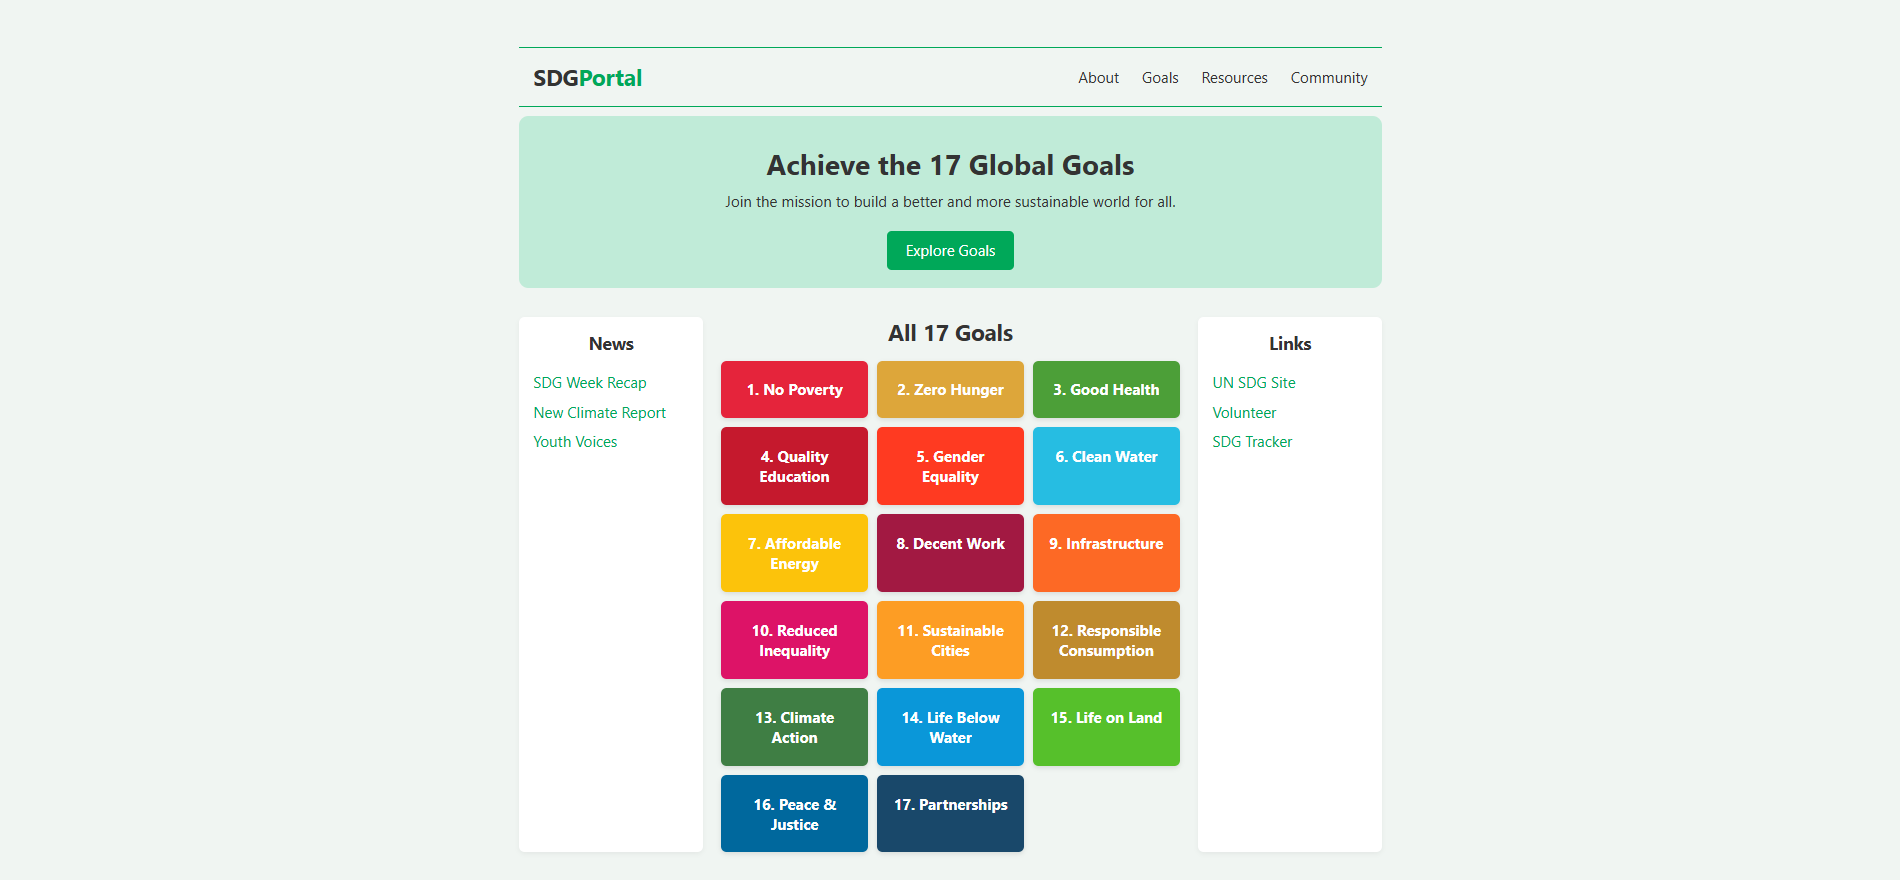 SDGPortal
About Goals Resources Community
Achieve the 17 Global Goals
Join the mission to build a better and more sustainable world for all.
Explore Goals
News
SDG Week Recap
New Climate Report
Youth Voices
All 17 Goals
1. No Poverty
2. Zero Hunger
3. Good Health
4. Quality
Education
5. Gender
Equality
6. Clean Water
7. Affordable
Energy
8. Decent Work
9. Infrastructure
10. Reduced
Inequality
11. Sustainable
Cities
12. Responsible
Consumption
13. Climate
Action
14. Life Below
Water
15. Life on Land
16. Peace &
Justice
17. Partnerships
Links
UN SDG Site
Volunteer
SDG Tracker